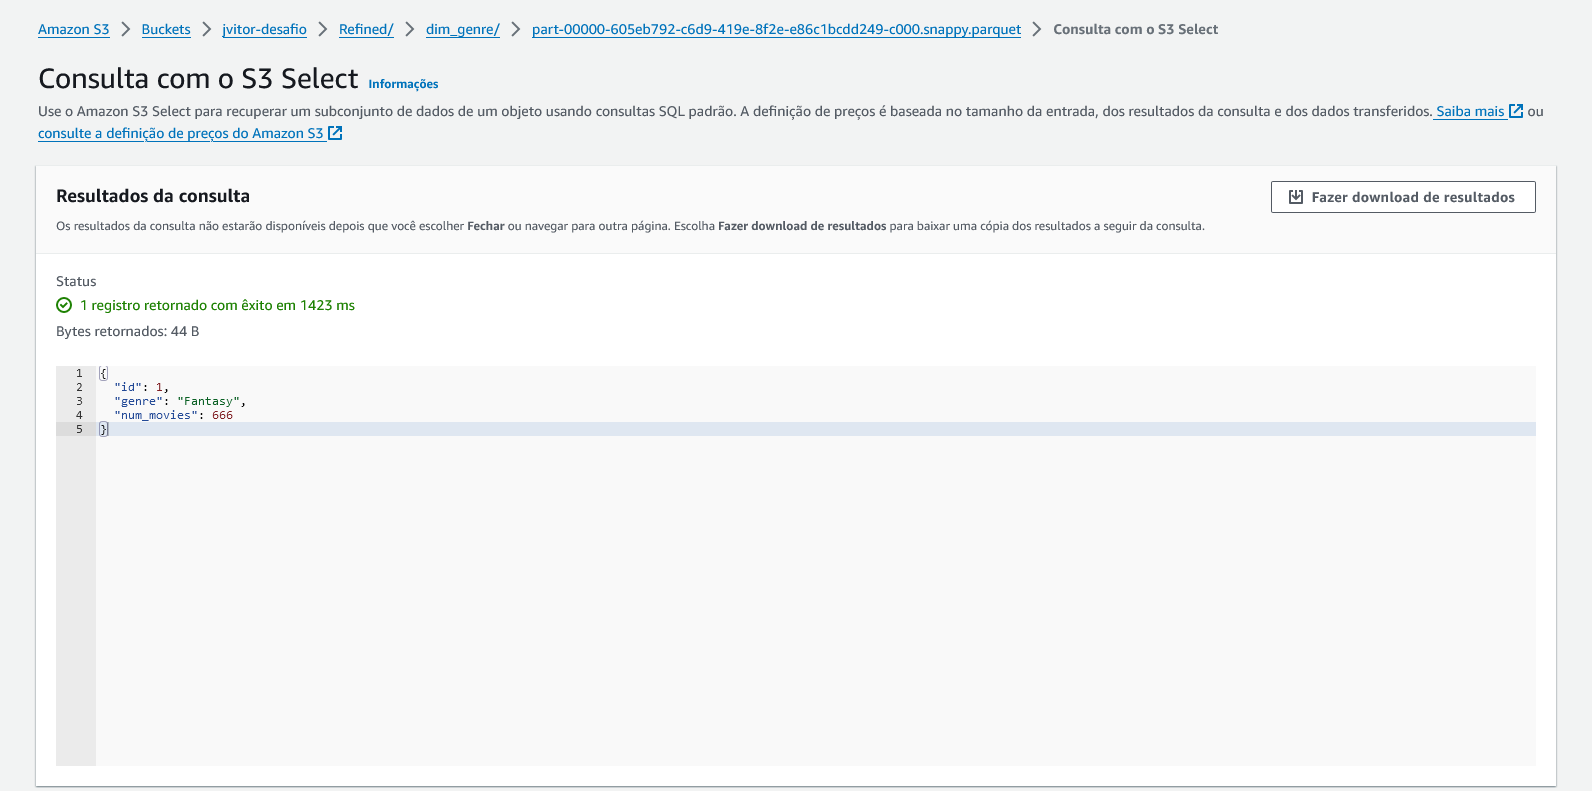 Amazon S3 > Buckets > jvitor-desafio > Refined/ > dim_genre/ > part-00000-605eb792-c6d9-419e-8f2e-e86c1bcdd249-c000.snappy.parquet > Consulta com o S3 Select
Consulta com o S3 Select Informações
Use o Amazon S3 Select para recuperar um subconjunto de dados de um objeto usando consultas SQL padrão. A definição de preços é baseada no tamanho da entrada, dos resultados da consulta e dos dados transferidos. Saiba mais ou
consulte a definição de preços do Amazon S3
Resultados da consulta
Fazer download de resultados
Os resultados da consulta não estarão disponíveis depois que você escolher Fechar ou navegar para outra página. Escolha Fazer download de resultados para baixar uma cópia dos resultados a seguir da consulta.
Status
1 registro retornado com êxito em 1423 ms
Bytes retornados: 44 B
1 {
2 "id": 1,
3 "genre": "Fantasy",
4 "num_movies": 666
5 }